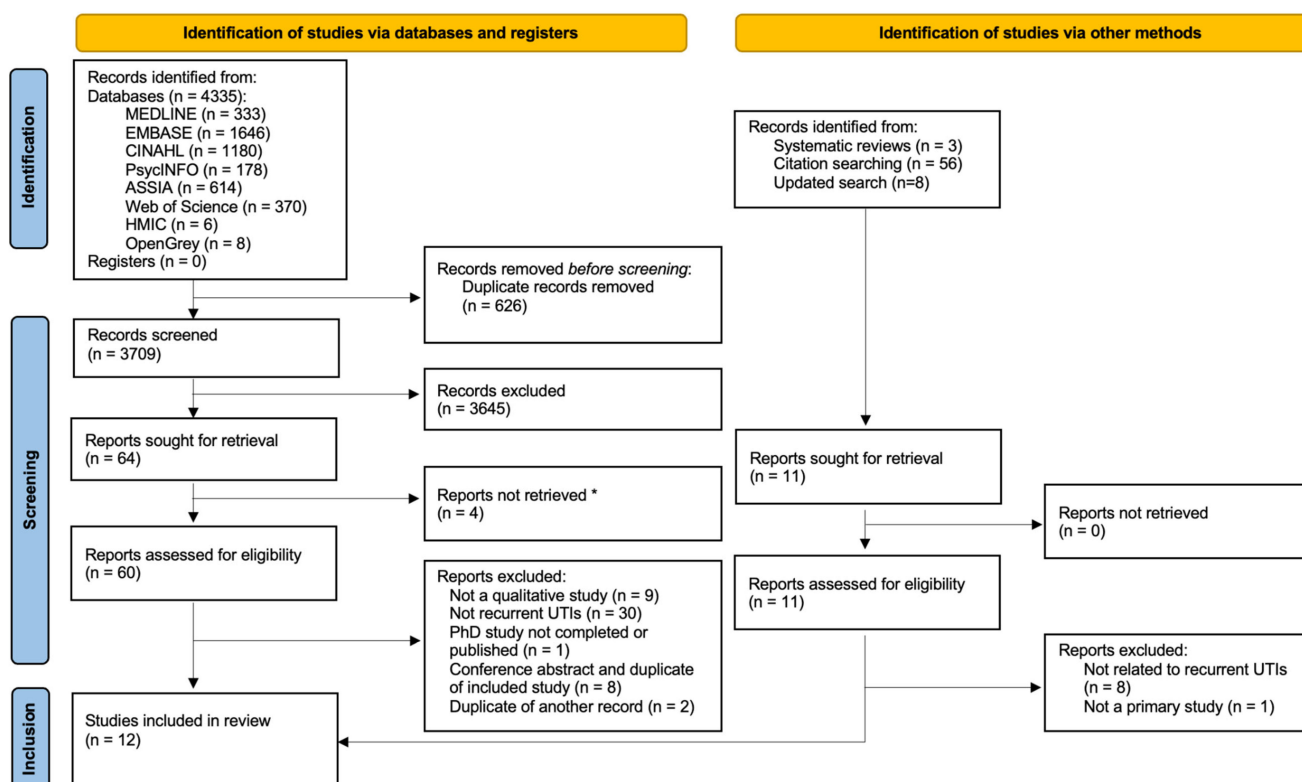 Identification of studies via databases and registers
Identification of studies via other methods
Identification
Records identified from:
Databases (n = 4335):
MEDLINE (n = 333)
EMBASE (n = 1646)
CINAHL (n = 1180)
PsycINFO (n = 178)
ASSIA (n = 614)
Web of Science (n = 370)
HMIC (n = 6)
OpenGrey (n = 8)
Registers (n = 0)
Records identified from:
Systematic reviews (n = 3)
Citation searching (n = 56)
Updated search (n=8)
Records removed before screening:
Duplicate records removed
(n = 626)
Screening
Records screened
(n = 3709)
Records excluded
(n = 3645)
Reports sought for retrieval
(n = 64)
Reports not retrieved *
(n = 4)
Reports sought for retrieval
(n = 11)
Reports not retrieved
(n = 0)
Reports assessed for eligibility
(n = 60)
Reports excluded:
Not a qualitative study (n = 9)
Not recurrent UTIs (n = 30)
PhD study not completed or
published (n = 1)
Conference abstract and duplicate
of included study (n = 8)
Duplicate of another record (n = 2)
Reports assessed for eligibility
(n = 11)
Reports excluded:
Not related to recurrent UTIs
(n = 8)
Not a primary study (n = 1)
Inclusion
Studies included in review
(n = 12)